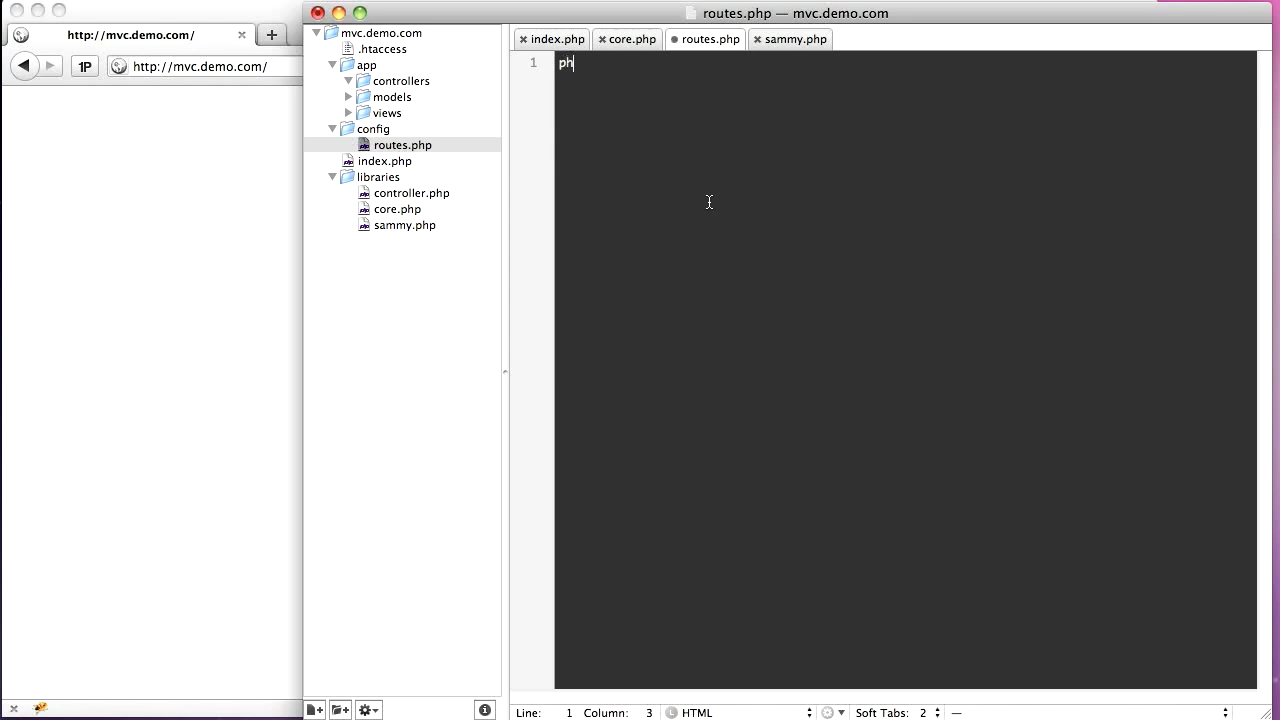 routes.php — mvc.demo.com
http://mvc.demo.com/
1P
http://mvc.demo.com/
mvc.demo.com
.htaccess
app
controllers
models
views
config
routes.php
index.php
libraries
controller.php
core.php
sammy.php
index.php
core.php
routes.php
sammy.php
1
ph
Line: 1 Column: 3
L HTML
Soft Tabs: 2
—